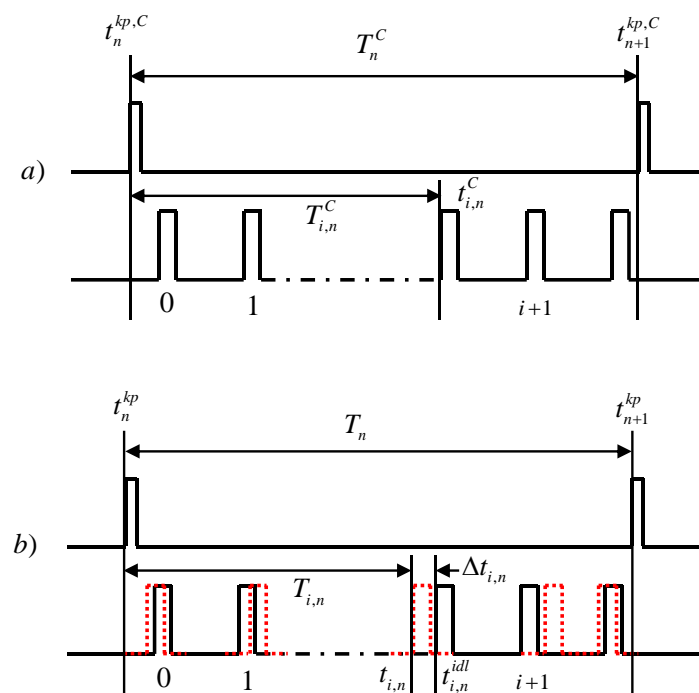 t_n^{kp,C} T_n^C t_{n+1}^{kp,C}
a)
T_{i,n}^C t_{i,n}^C
0 1 i+1
t_n^{kp} T_n t_{n+1}^{kp}
b)
T_{i,n} Δt_{i,n}
0 1 t_{i,n} t_{i,n}^{idl} i+1